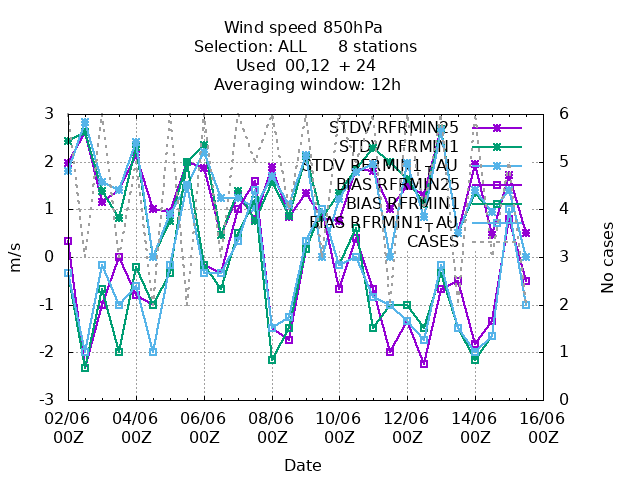 Wind speed 850hPa
Selection: ALL 8 stations
Used 00,12 + 24
Averaging window: 12h
STDV RFRMIN25
STDV RFRMIN1
STDV RFRMIN1_TAU
BIAS RFRMIN25
BIAS RFRMIN1
BIAS RFRMIN1_TAU
CASES
3
2
1
0
-1
-2
-3
m/s
6
5
4
3
2
1
0
No cases
02/06 04/06 06/06 08/06 10/06 12/06 14/06 16/06
00Z 00Z 00Z 00Z 00Z 00Z 00Z 00Z
Date